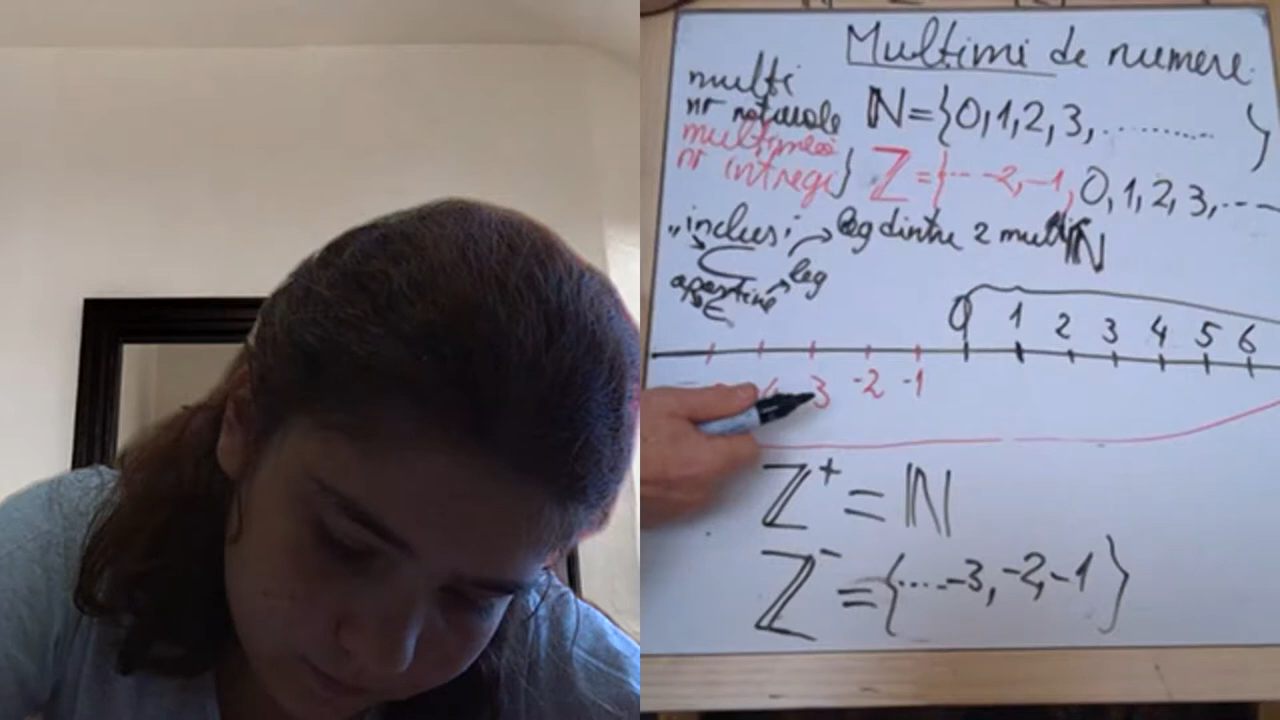 Multimi de numere
multi
nr naturale N={0,1,2,3,.............}
multimea
nr intregi} Z={... -2,-1,0,1,2,3,...
"inclus" leg dintre 2 multi N
⊂ leg
apartine
∈
0 1 2 3 4 5 6
-3 -2 -1
Z⁺ = N
Z⁻ = {....-3,-2,-1}